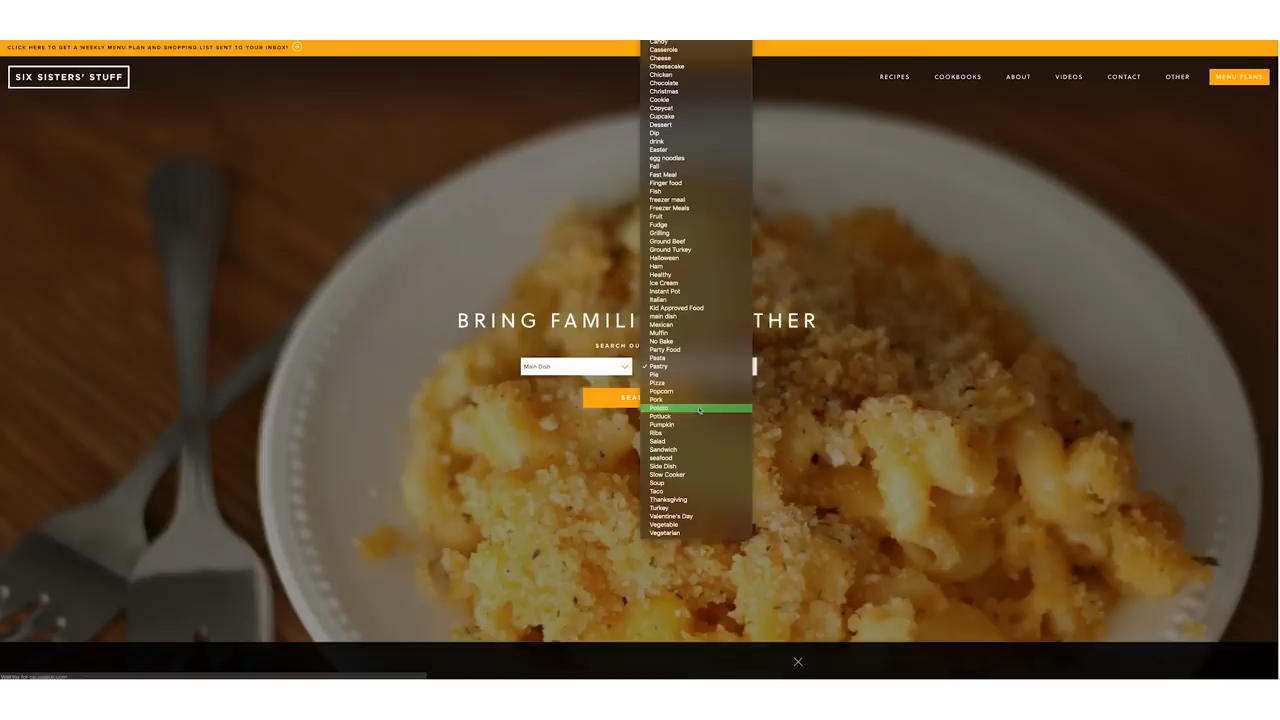 CLICK HERE TO GET A WEEKLY MENU PLAN AND SHOPPING LIST SENT TO YOUR INBOX!
SIX SISTERS' STUFF
RECIPES COOKBOOKS ABOUT VIDEOS CONTACT OTHER MENU PLANS
BRING FAMILI THER
SEARCH OU
Main Dish
SEA
Candy
Casserole
Cheese
Cheesecake
Chicken
Chocolate
Christmas
Cookie
Copycat
Cupcake
Dessert
Dip
drink
Easter
egg noodles
Fall
Fast Meal
Finger food
Fish
freezer meal
Freezer Meals
Fruit
Fudge
Grilling
Ground Beef
Ground Turkey
Halloween
Ham
Healthy
Ice Cream
Instant Pot
Italian
Kid Approved Food
main dish
Mexican
Muffin
No Bake
Party Food
Pasta
✓ Pastry
Pie
Pizza
Popcorn
Pork
Potato
Potluck
Pumpkin
Ribs
Salad
Sandwich
seafood
Side Dish
Slow Cooker
Soup
Taco
Thanksgiving
Turkey
Valentine's Day
Vegetable
Vegetarian